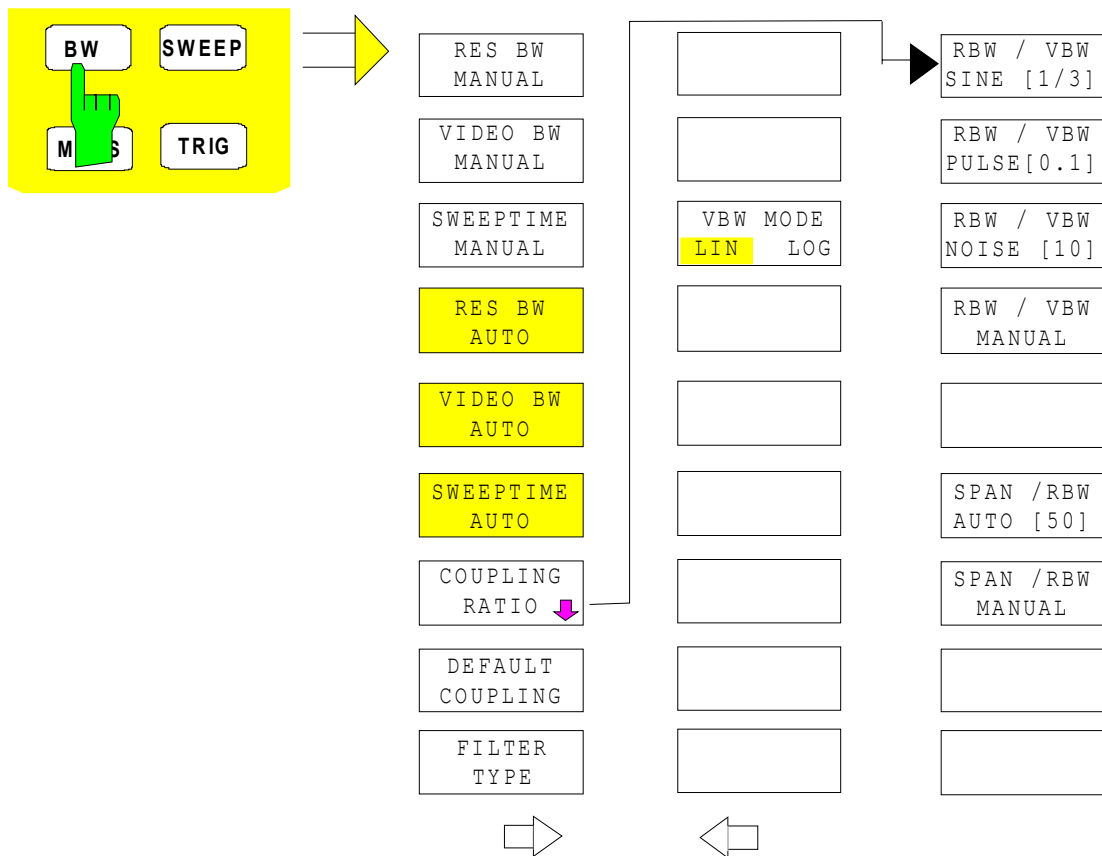 BW
SWEEP
M S
TRIG
RES BW
MANUAL
VIDEO BW
MANUAL
SWEEPTIME
MANUAL
RES BW
AUTO
VIDEO BW
AUTO
SWEEPTIME
AUTO
COUPLING
RATIO
DEFAULT
COUPLING
FILTER
TYPE
VBW MODE
LIN LOG
RBW / VBW
SINE [1/3]
RBW / VBW
PULSE[0.1]
RBW / VBW
NOISE [10]
RBW / VBW
MANUAL
SPAN /RBW
AUTO [50]
SPAN /RBW
MANUAL